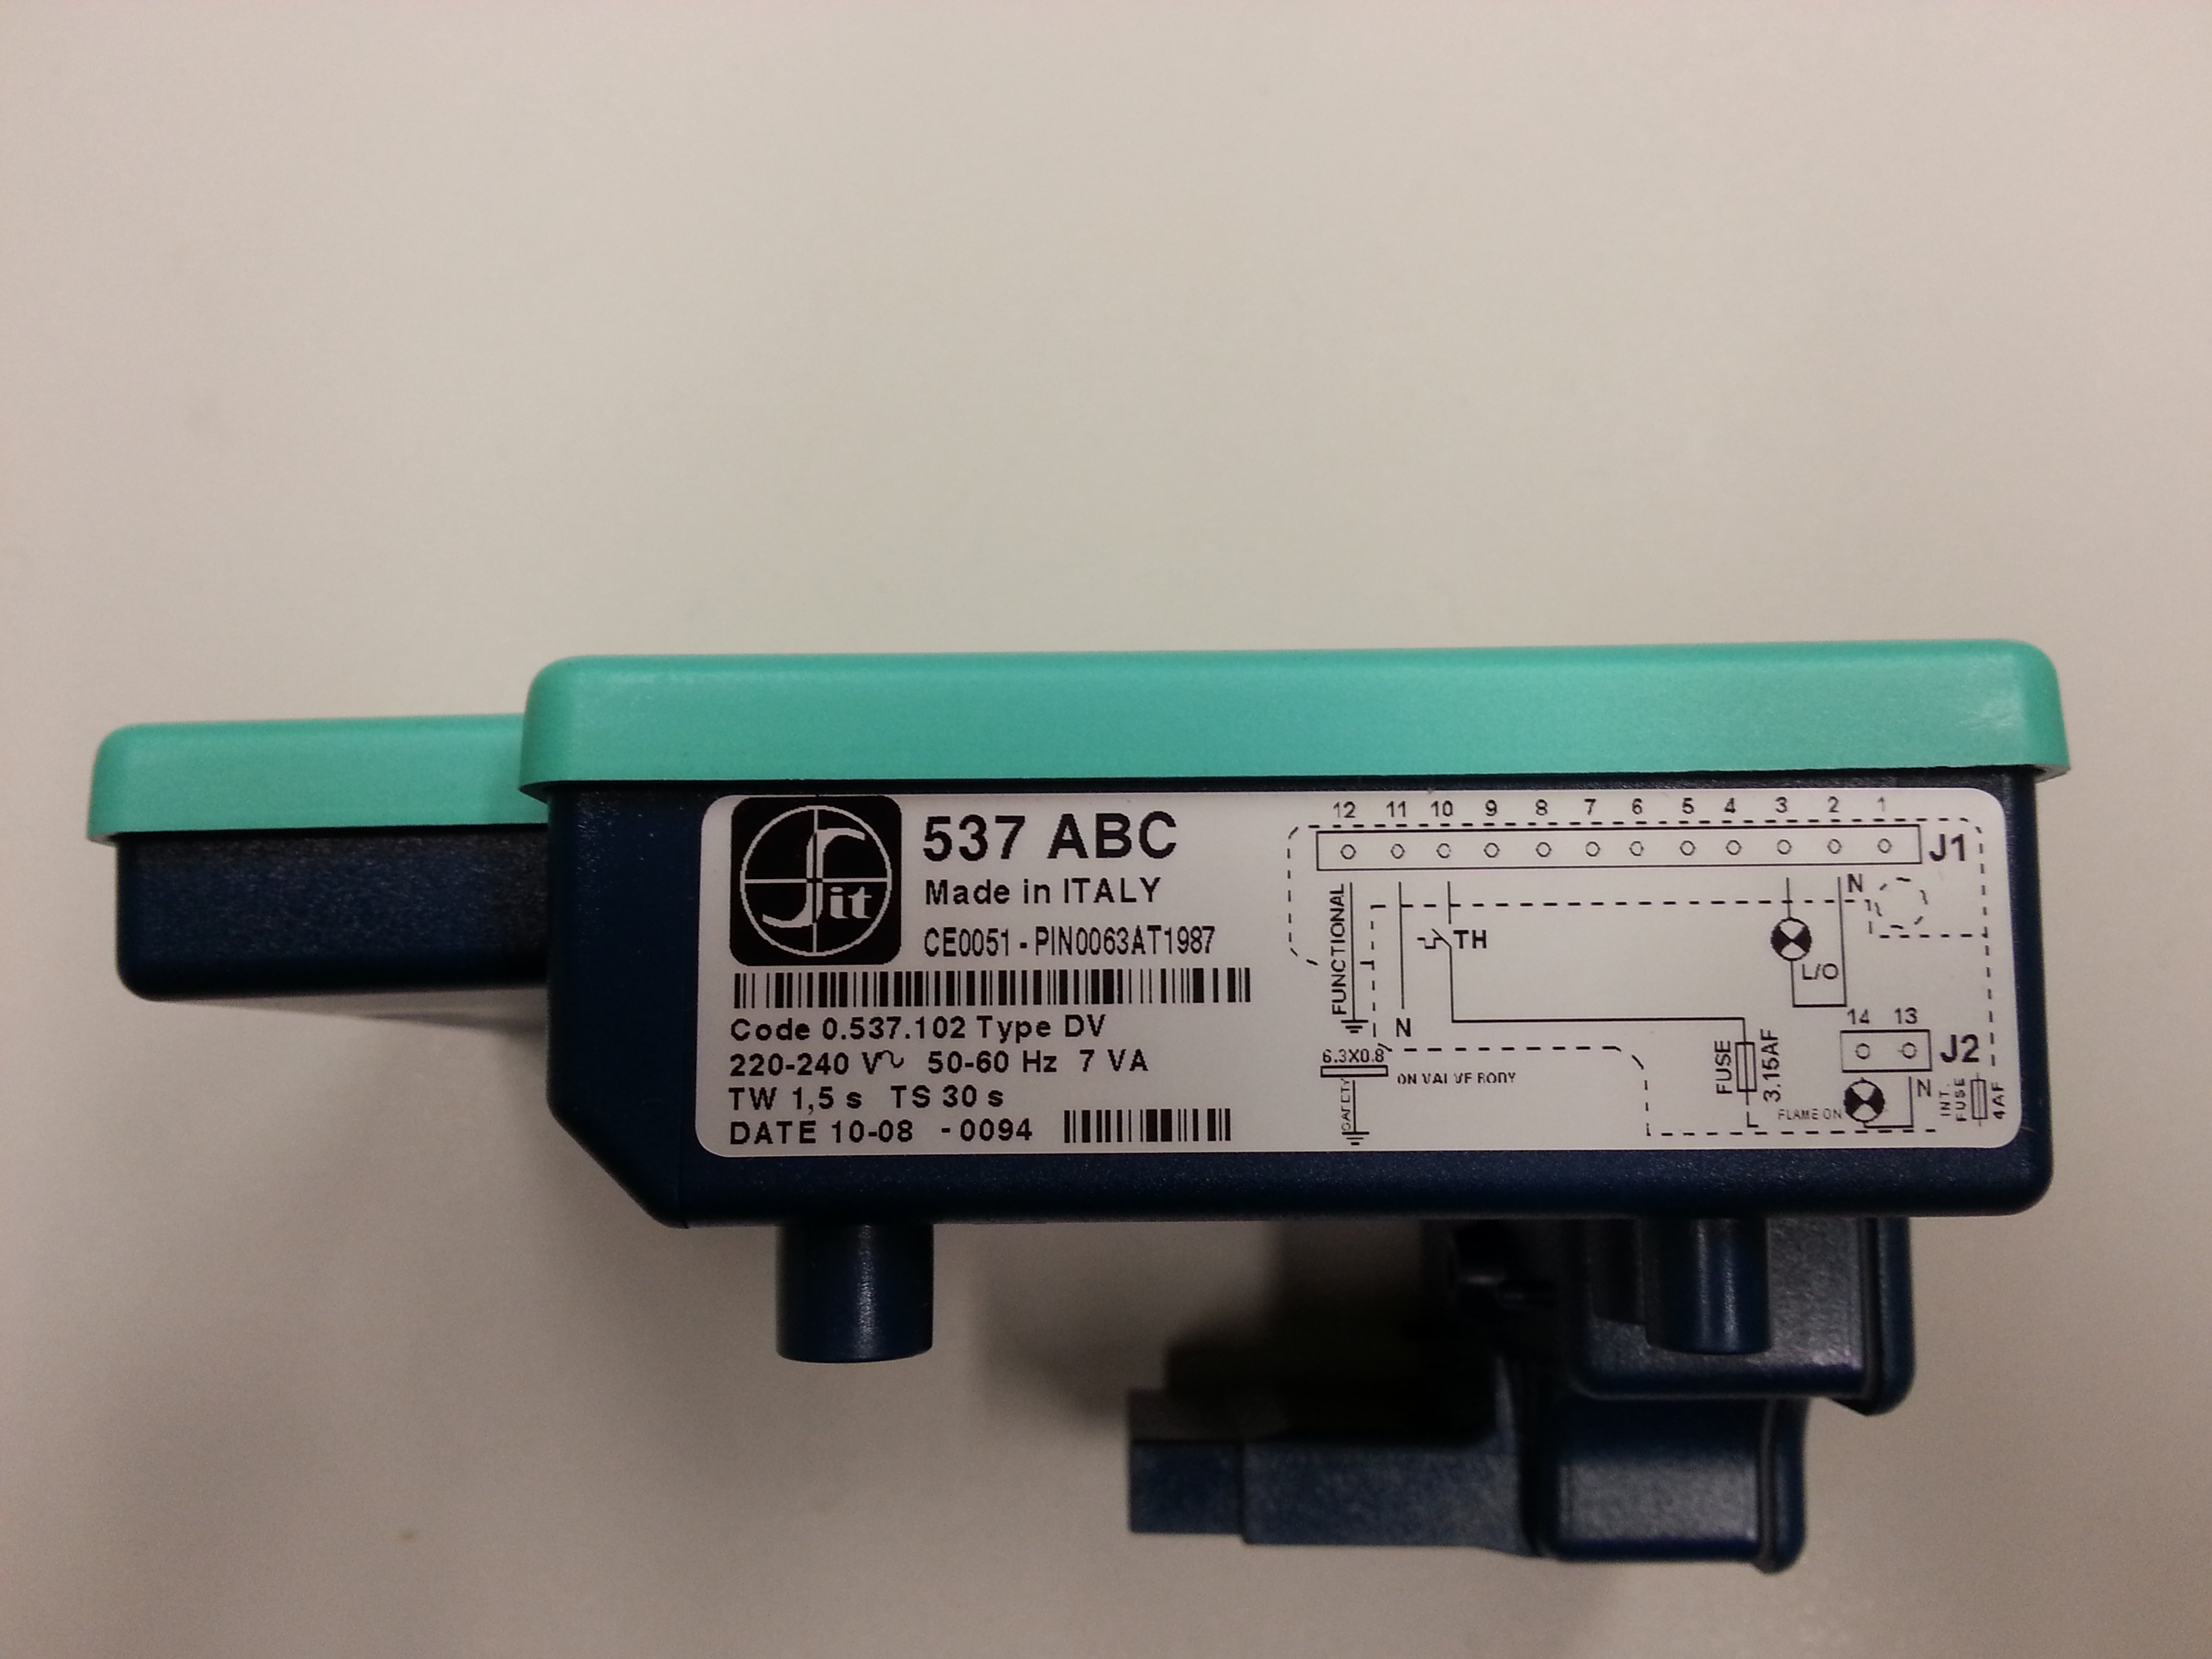 Sit
537 ABC
Made in ITALY
CE0051 - PIN0063AT1987
Code 0.537.102 Type DV
220-240 V~ 50-60 Hz 7 VA
TW 1,5 s TS 30 s
DATE 10-08 - 0094
12 11 10 9 8 7 6 5 4 3 2 1
J1
FUNCTIONAL
N
TH
L/O
N
14 13
J2
6.3X0.8
ON VALVE BODY
SAFETY
FUSE
3.15AF
FLAME ON
N
INT.
FUSE
4AF